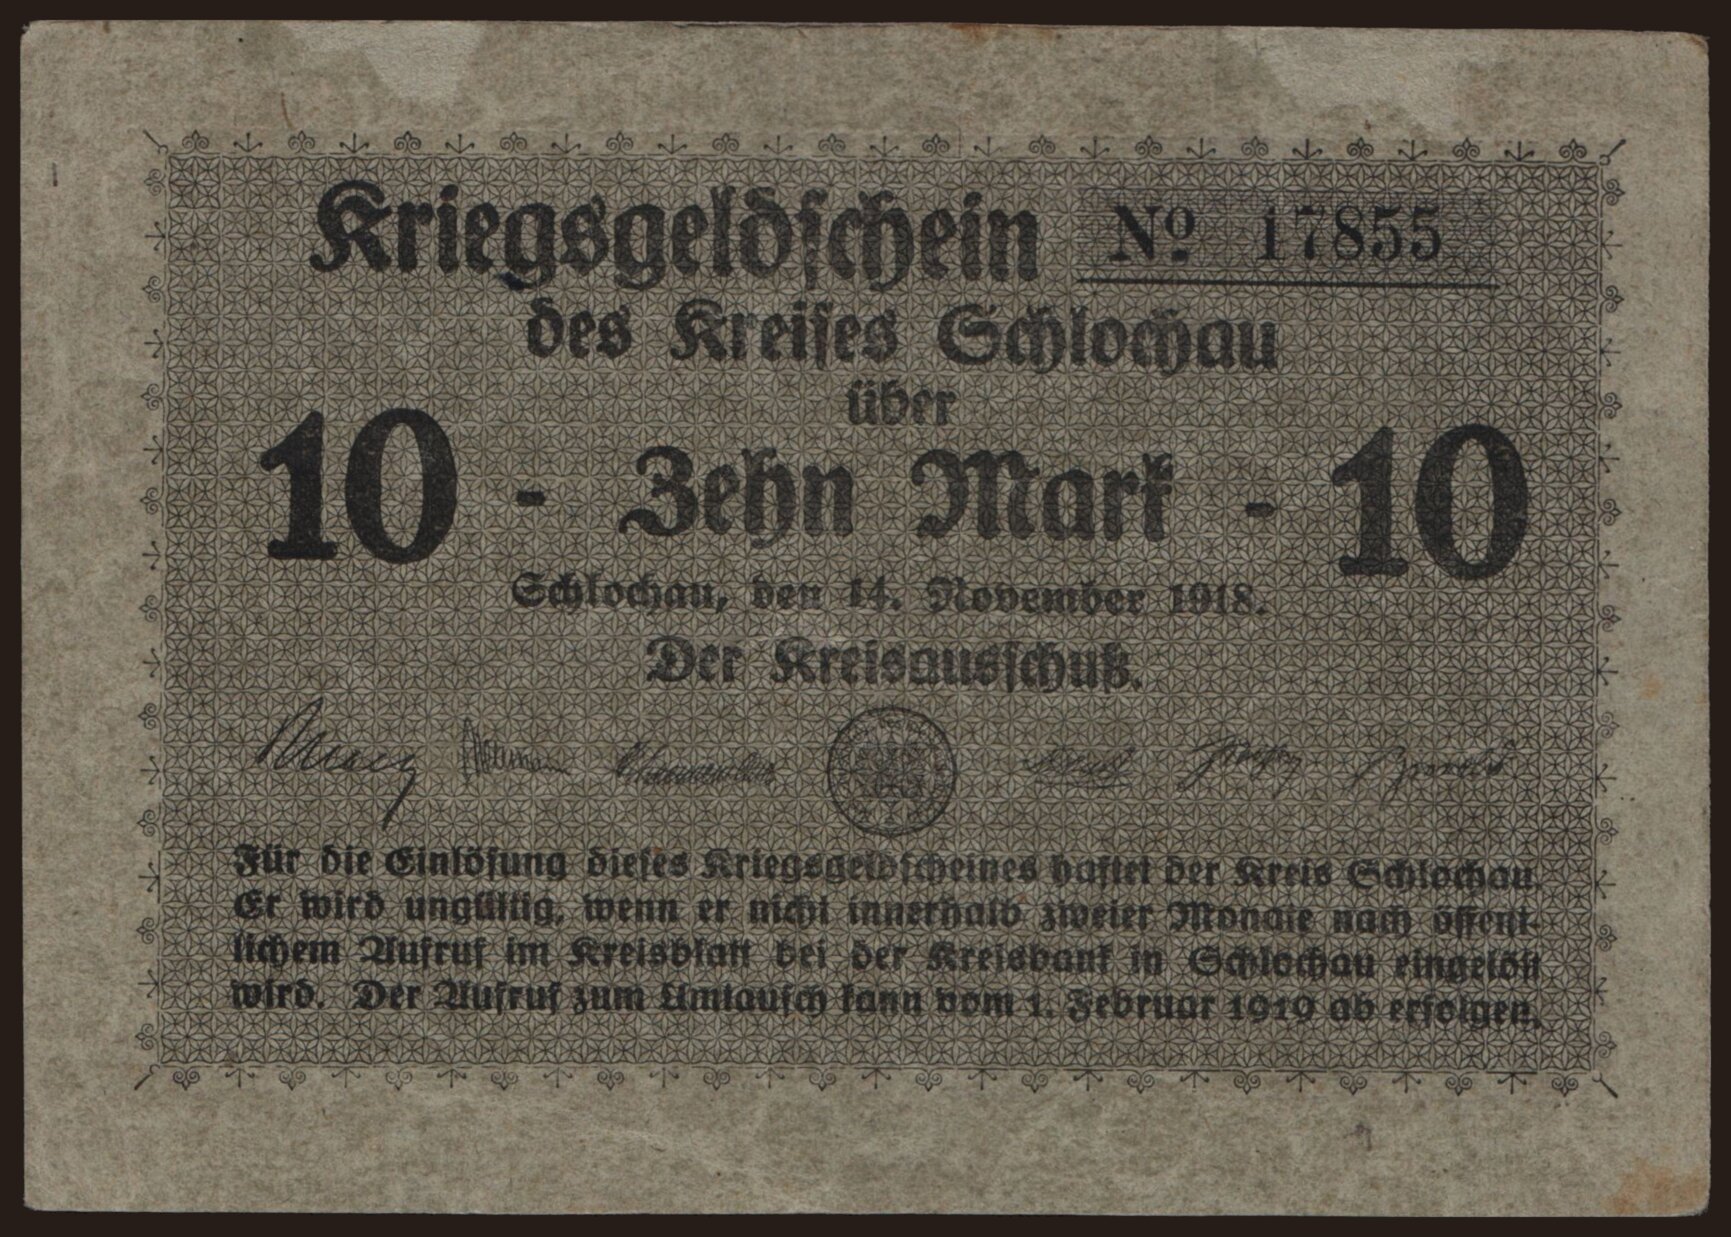 Kriegsgeldschein No 17855
des Kreises Schlochau
über
10 - Zehn Mark - 10
Schlochau, den 14. November 1918.
Der Kreisausschuß.
Für die Einlösung dieses Kriegsgeldscheines haftet der Kreis Schlochau.
Er wird ungültig, wenn er nicht innerhalb zweier Monate nach öffent-
lichem Aufruf im Kreisblatt bei der Kreisbank in Schlochau eingelöst
wird. Der Aufruf zum Umtausch kann vom 1. Februar 1919 ab erfolgen.